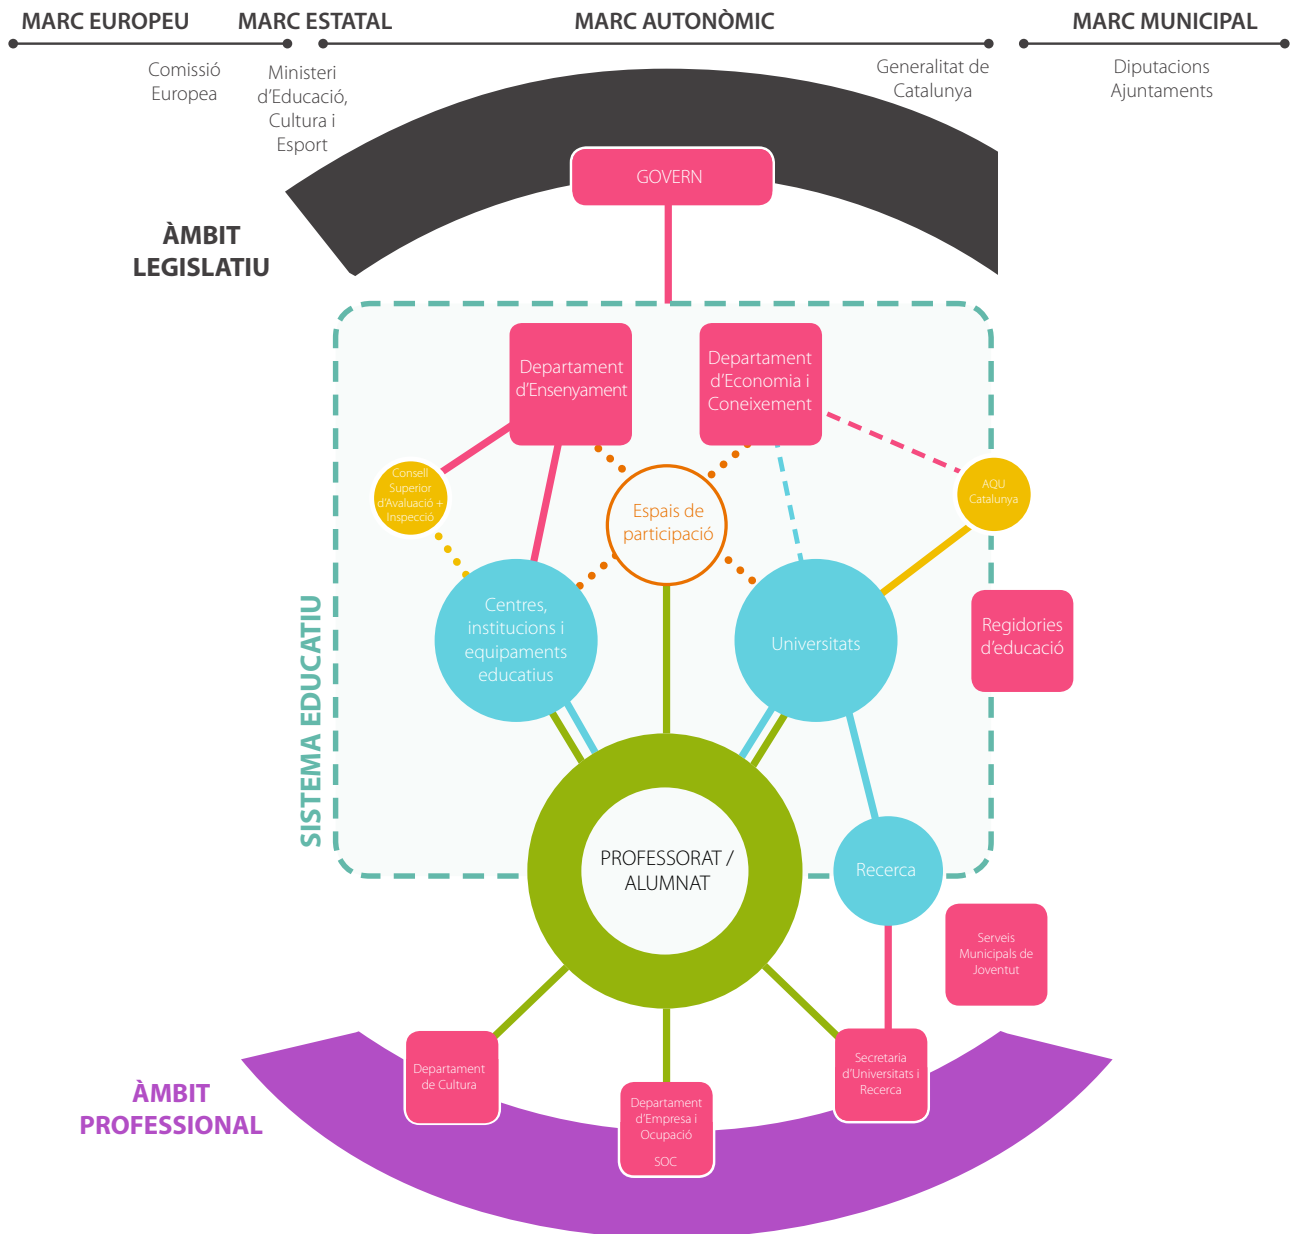 MARC EUROPEU
MARC ESTATAL
MARC AUTONÒMIC
MARC MUNICIPAL
Comissió
Europea
Ministeri
d'Educació,
Cultura i
Esport
Generalitat de
Catalunya
Diputacions
Ajuntaments
GOVERN
ÀMBIT
LEGISLATIU
Departament
d'Ensenyament
Departament
d'Economia i
Coneixement
Consell
Superior
d'Avaluació +
Inspecció
Espais de
participació
AQU
Catalunya
Centres,
institucions i
equipaments
educatius
Universitats
Regidories
d'educació
SISTEMA EDUCATIU
PROFESSORAT /
ALUMNAT
Recerca
Serveis
Municipals de
Joventut
Departament
de Cultura
Departament
d'Empresa i
Ocupació
SOC
Secretaria
d'Universitats i
Recerca
ÀMBIT
PROFESSIONAL